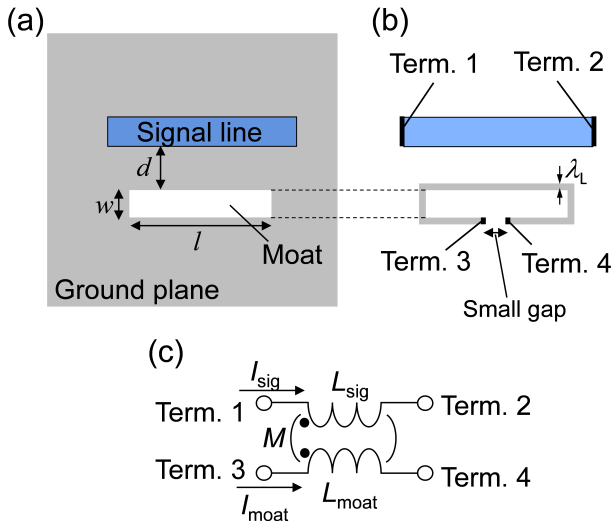 (a)
Signal line
d
w
l
Moat
Ground plane
(b)
Term. 1
Term. 2
λL
Term. 3
Term. 4
Small gap
(c)
Isig
Lsig
Term. 1
Term. 2
M
Term. 3
Term. 4
Imoat
Lmoat